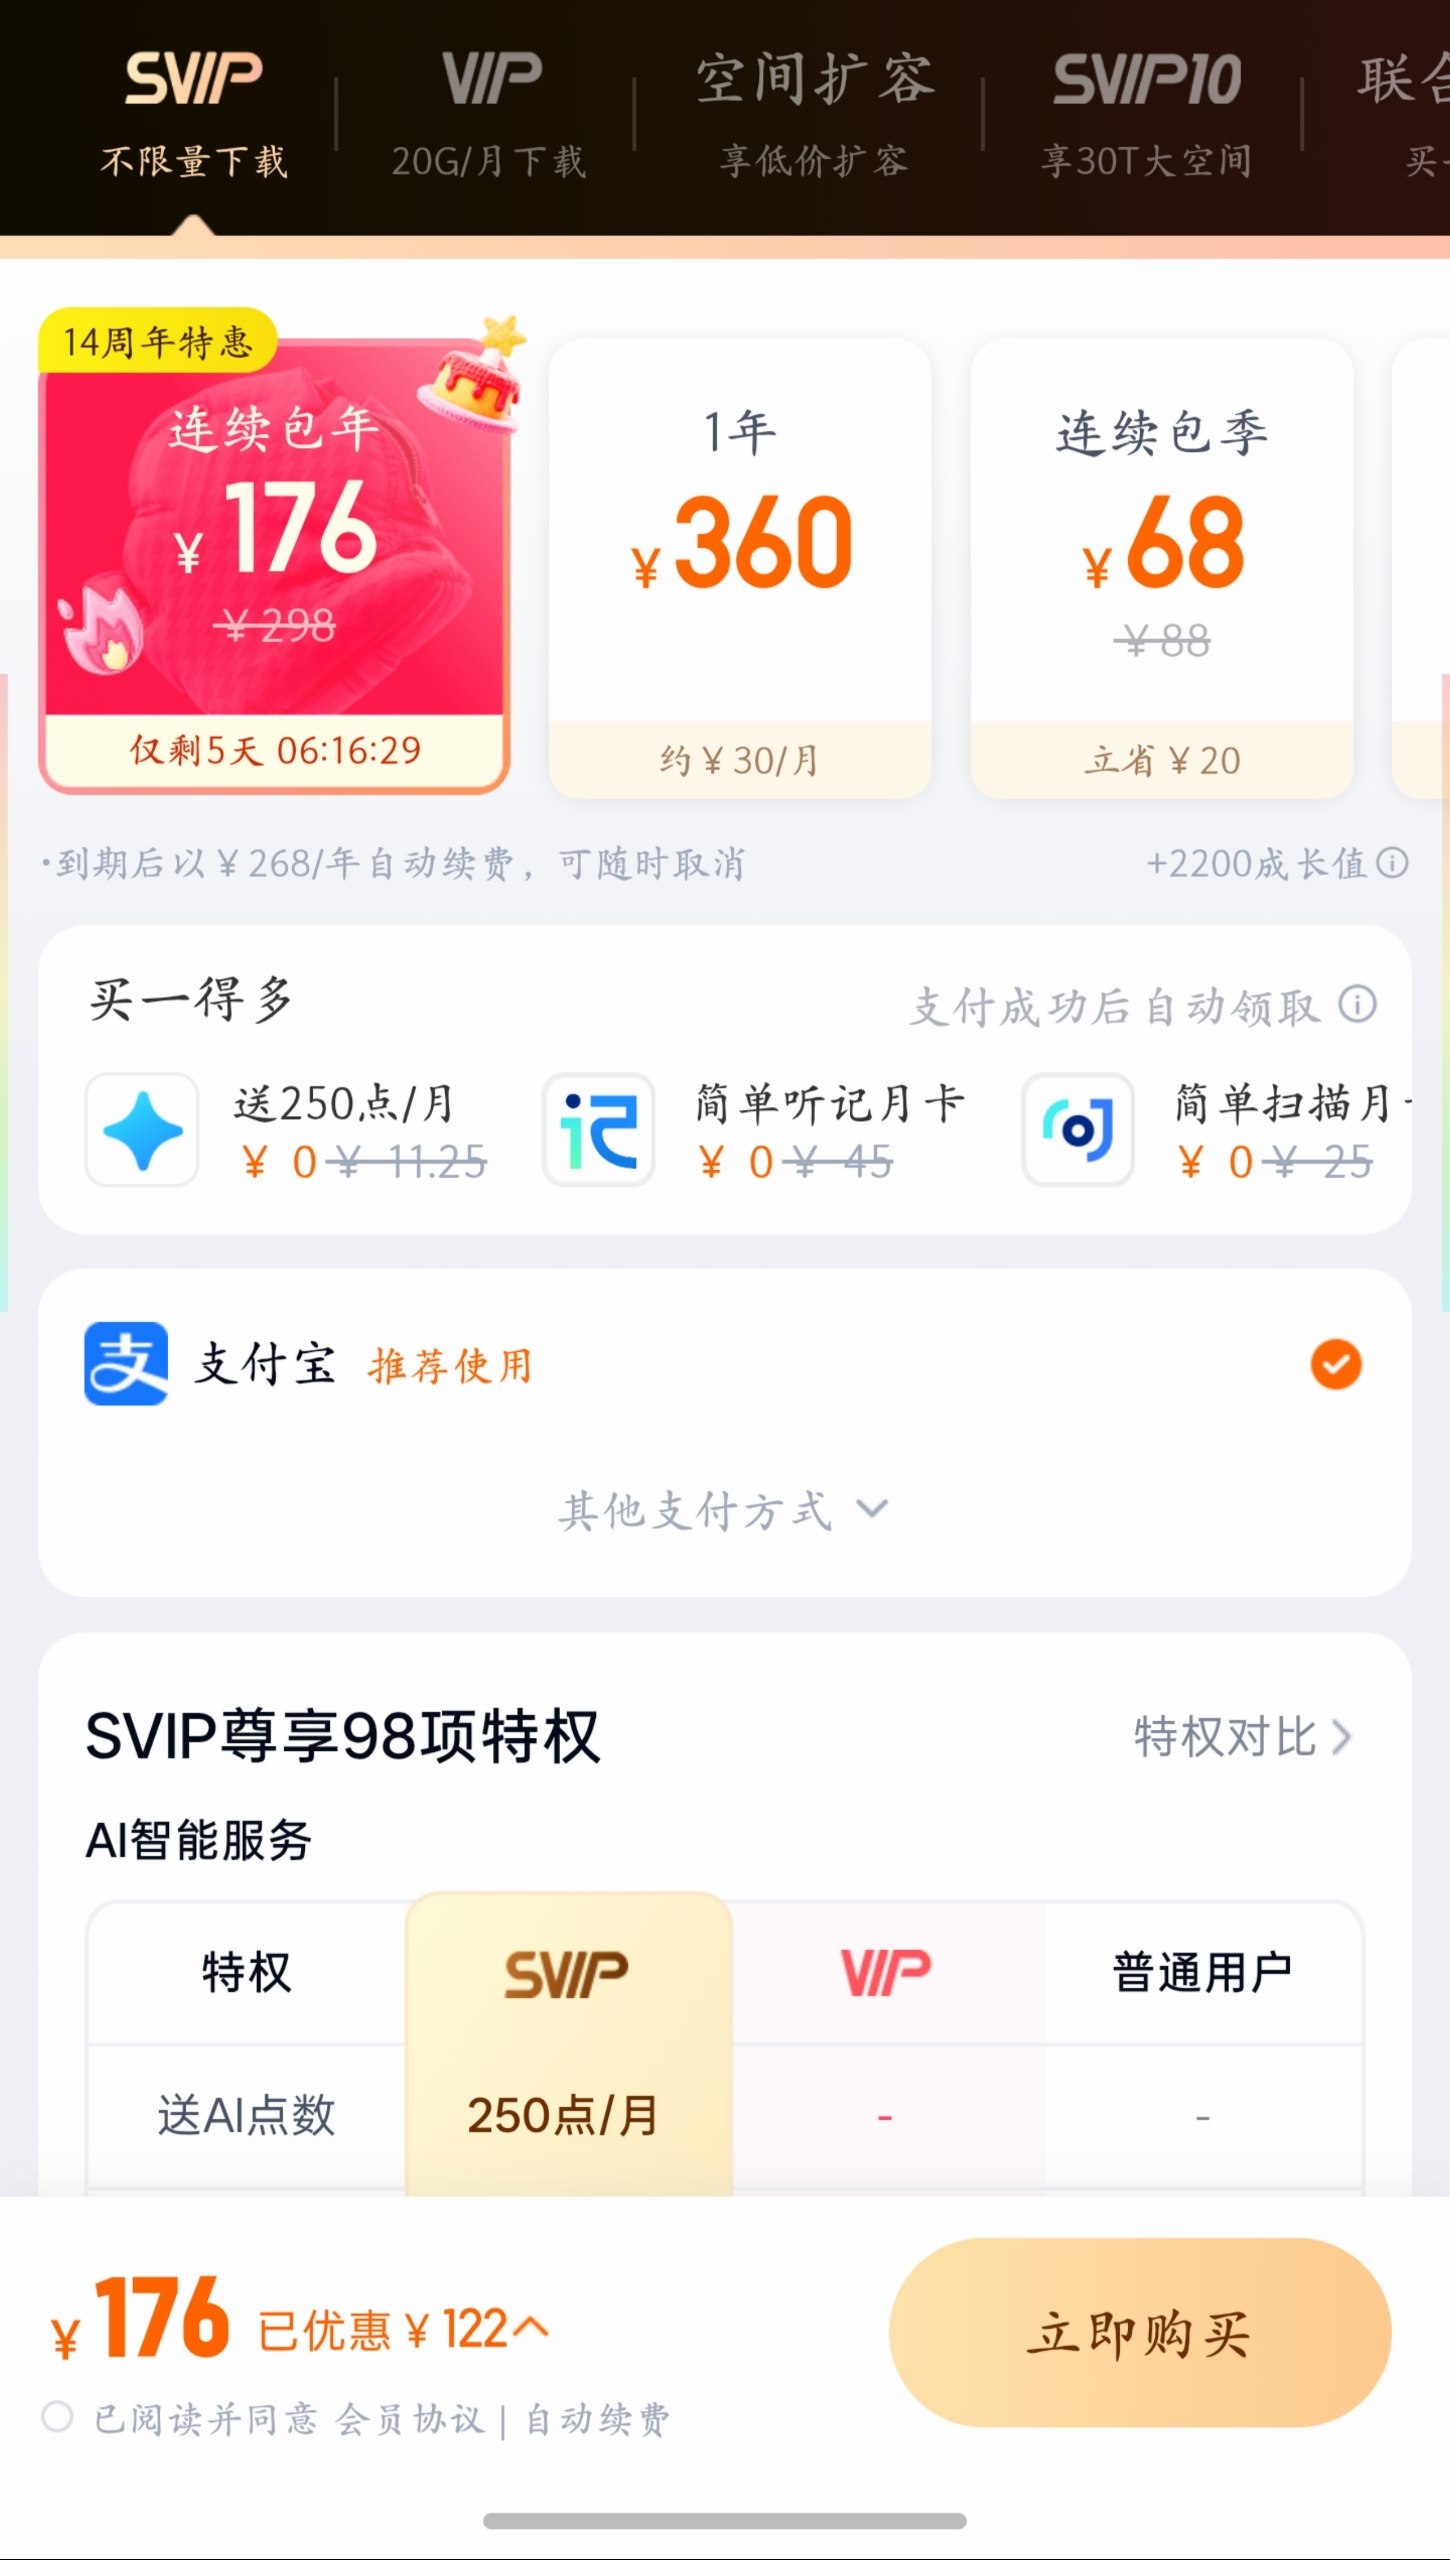 SVIP
不限量下载
VIP
20G/月下载
空间扩容
享低价扩容
SVIP10
享30T大空间
联合
买一
14周年特惠
连续包年
¥176
¥298
仅剩5天 06:16:29
1年
¥360
约¥30/月
连续包季
¥68
¥88
立省¥20
·到期后以¥268/年自动续费，可随时取消
+2200成长值
买一得多
支付成功后自动领取
送250点/月
¥ 0 ¥ 11.25
记
简单听记月卡
¥ 0 ¥ 45
简单扫描月
¥ 0 ¥ 25
支
支付宝 推荐使用
其他支付方式
SVIP尊享98项特权
特权对比
AI智能服务
特权 SVIP VIP 普通用户
送AI点数 250点/月 - -
¥176 已优惠¥122
立即购买
已阅读并同意 会员协议 | 自动续费